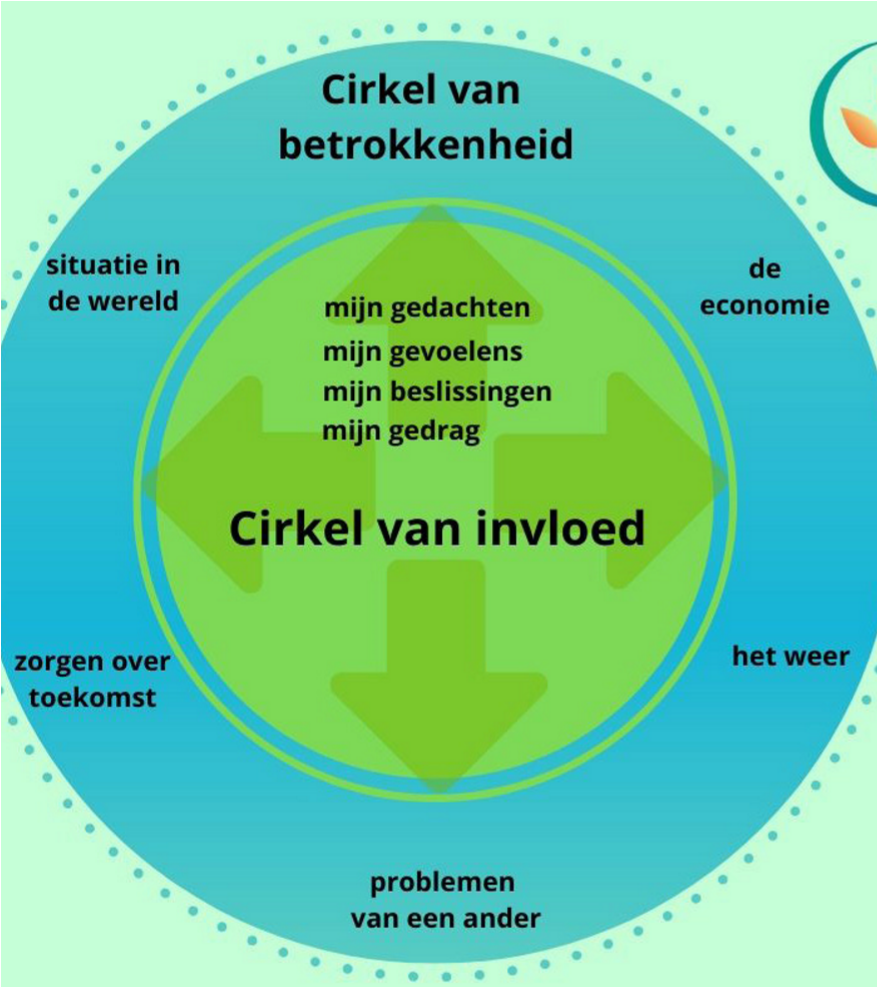 Cirkel van
betrokkenheid
situatie in
de wereld
de
economie
mijn gedachten
mijn gevoelens
mijn beslissingen
mijn gedrag
Cirkel van invloed
zorgen over
toekomst
het weer
problemen
van een ander